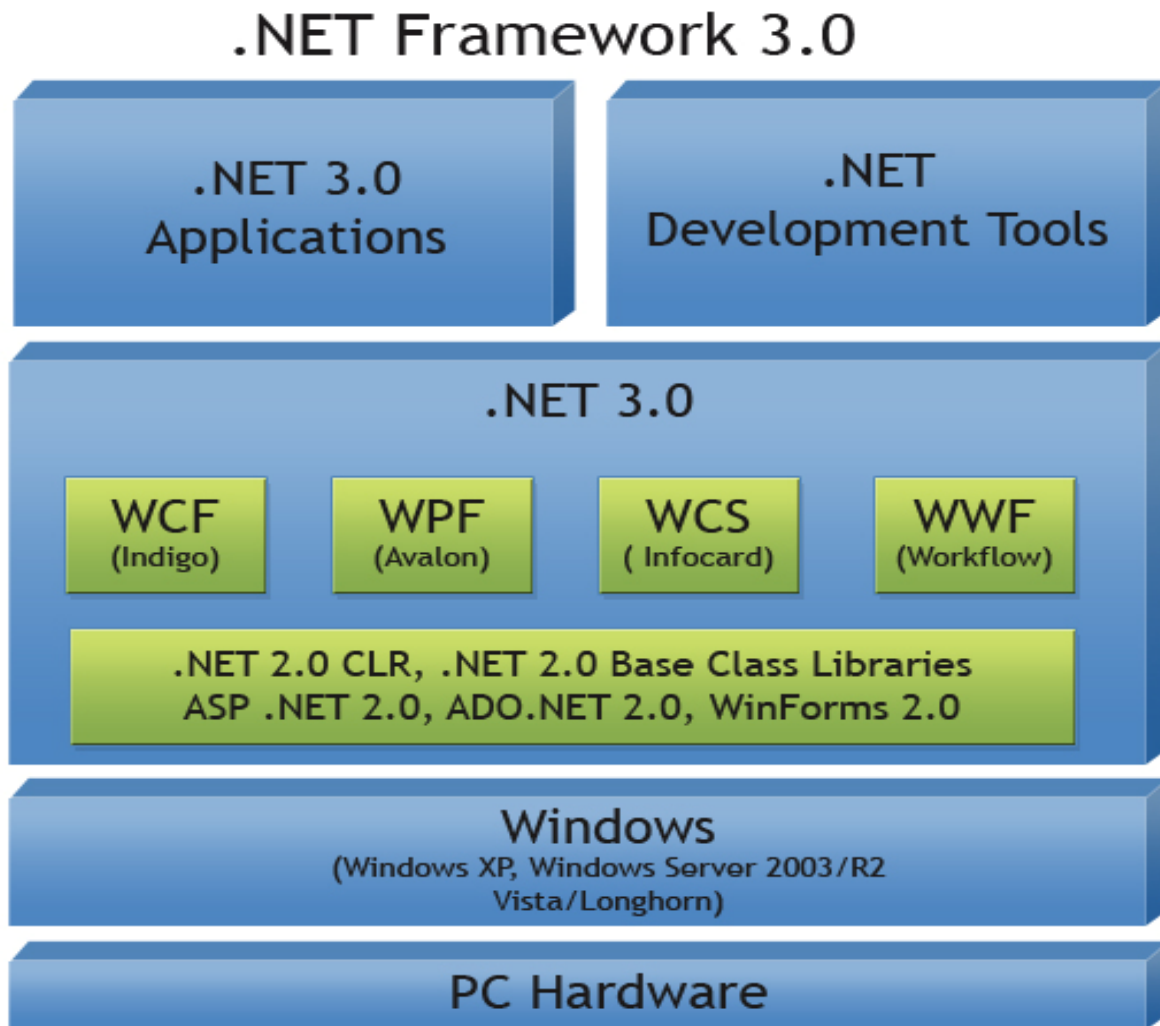 .NET Framework 3.0
.NET 3.0
Applications
.NET
Development Tools
.NET 3.0
WCF
(Indigo)
WPF
(Avalon)
WCS
( Infocard)
WWF
(Workflow)
.NET 2.0 CLR, .NET 2.0 Base Class Libraries
ASP .NET 2.0, ADO.NET 2.0, WinForms 2.0
Windows
(Windows XP, Windows Server 2003/R2
Vista/Longhorn)
PC Hardware